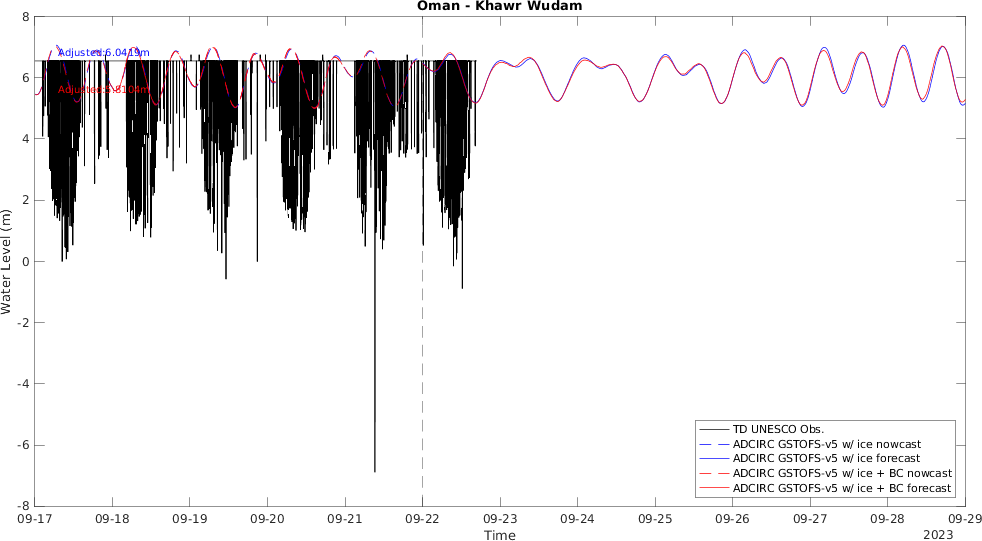 Oman - Khawr Wudam
8
6
4
2
0
-2
-4
-6
-8
Water Level (m)
Adjusted:6.0419m
TD UNESCO Obs.
ADCIRC GSTOFS-v5 w/ ice nowcast
ADCIRC GSTOFS-v5 w/ ice forecast
ADCIRC GSTOFS-v5 w/ ice + BC nowcast
ADCIRC GSTOFS-v5 w/ ice + BC forecast
09-17 09-18 09-19 09-20 09-21 09-22 09-23 09-24 09-25 09-26 09-27 09-28 09-29
Time
2023